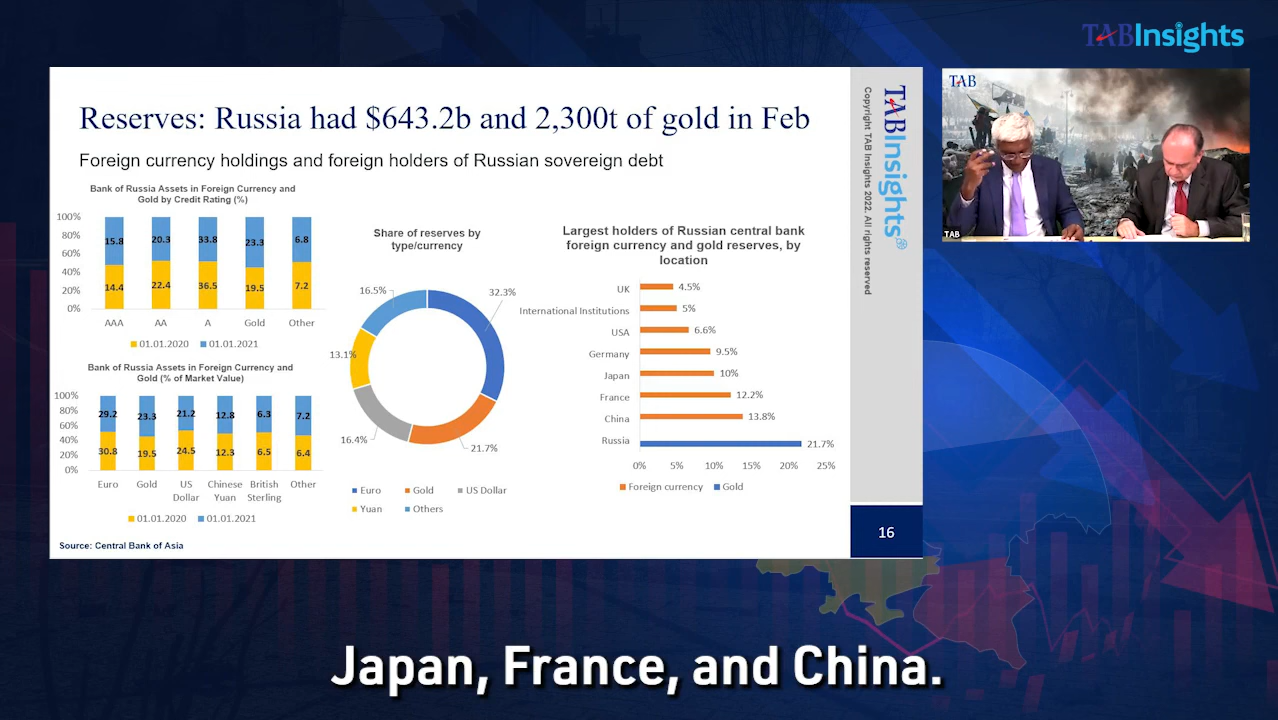 TABInsights
Reserves: Russia had $643.2b and 2,300t of gold in Feb
Foreign currency holdings and foreign holders of Russian sovereign debt
Bank of Russia Assets in Foreign Currency and
Gold by Credit Rating (%)
100%
80%
60%
40%
20%
0%
15.8 20.3 33.8 23.3 6.8
14.4 22.4 36.5 19.5 7.2
AAA AA A Gold Other
01.01.2020 01.01.2021
Bank of Russia Assets in Foreign Currency and
Gold (% of Market Value)
100%
80%
60%
40%
20%
0%
29.2 23.3 21.2 12.8 6.3 7.2
30.8 19.5 24.5 12.3 6.5 6.4
Euro Gold US Dollar Chinese Yuan British Sterling Other
01.01.2020 01.01.2021
Source: Central Bank of Asia
Share of reserves by
type/currency
16.5%
32.3%
13.1%
16.4%
21.7%
Euro Gold US Dollar
Yuan Others
Largest holders of Russian central bank
foreign currency and gold reserves, by
location
UK 4.5%
International Institutions 5%
USA 6.6%
Germany 9.5%
Japan 10%
France 12.2%
China 13.8%
Russia 21.7%
0% 5% 10% 15% 20% 25%
Foreign currency Gold
TABInsights
Copyright TAB Insights 2022. All rights reserved
16
TAB
TAB
Japan, France, and China.